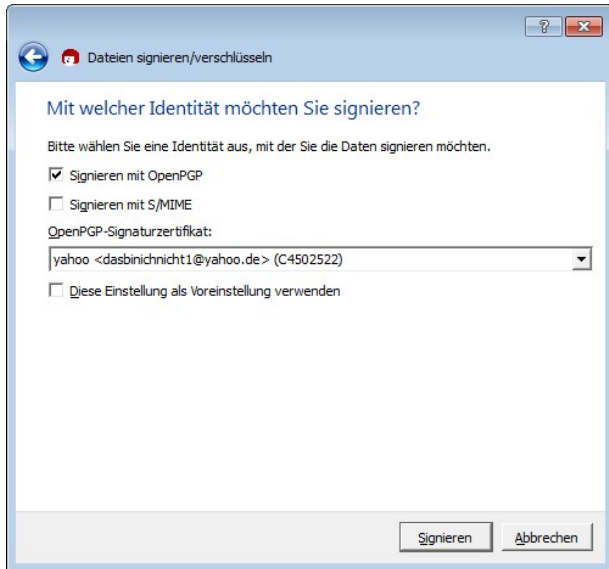 ?
Dateien signieren/verschlüsseln
Mit welcher Identität möchten Sie signieren?
Bitte wählen Sie eine Identität aus, mit der Sie die Daten signieren möchten.
Signieren mit OpenPGP
Signieren mit S/MIME
OpenPGP-Signaturzertifikat:
yahoo <dasbinichnicht1@yahoo.de> (C4502522)
Diese Einstellung als Voreinstellung verwenden
Signieren Abbrechen